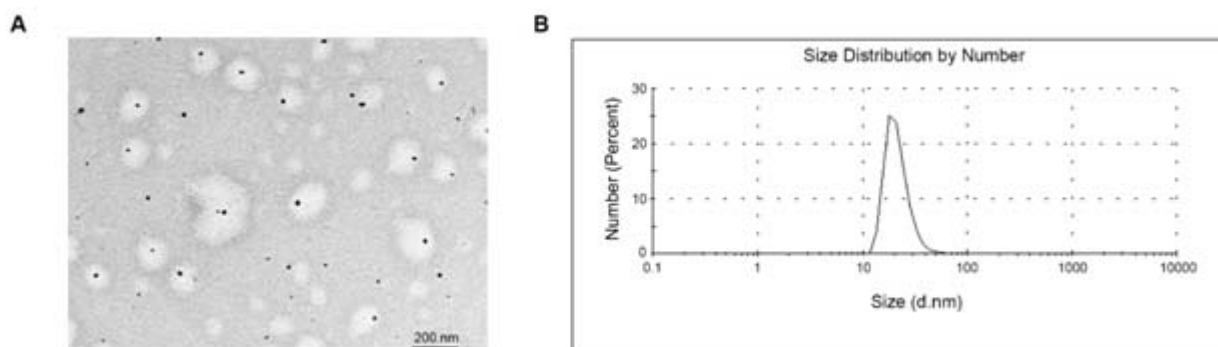 A
200 nm
B
Size Distribution by Number
Number (Percent)
30
20
10
0
0.1 1 10 100 1000 10000
Size (d.nm)